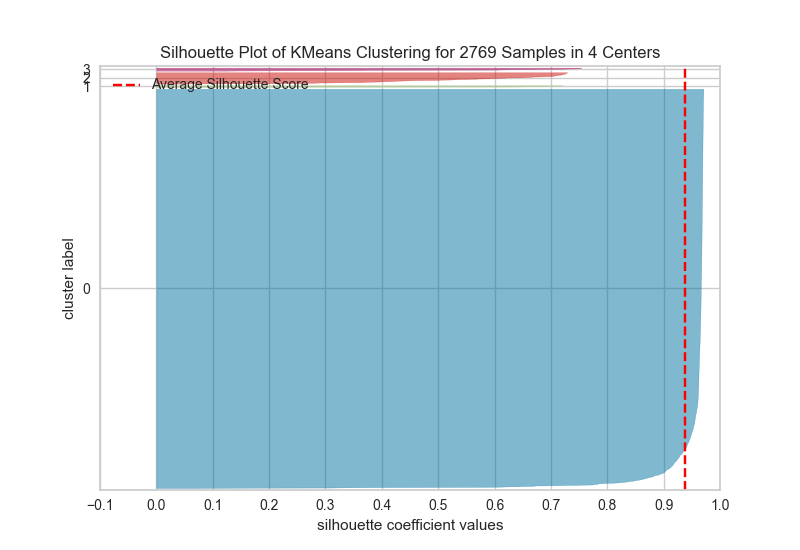 Silhouette Plot of KMeans Clustering for 2769 Samples in 4 Centers
3
2
1
Average Silhouette Score
0
cluster label
−0.1 0.0 0.1 0.2 0.3 0.4 0.5 0.6 0.7 0.8 0.9 1.0
silhouette coefficient values